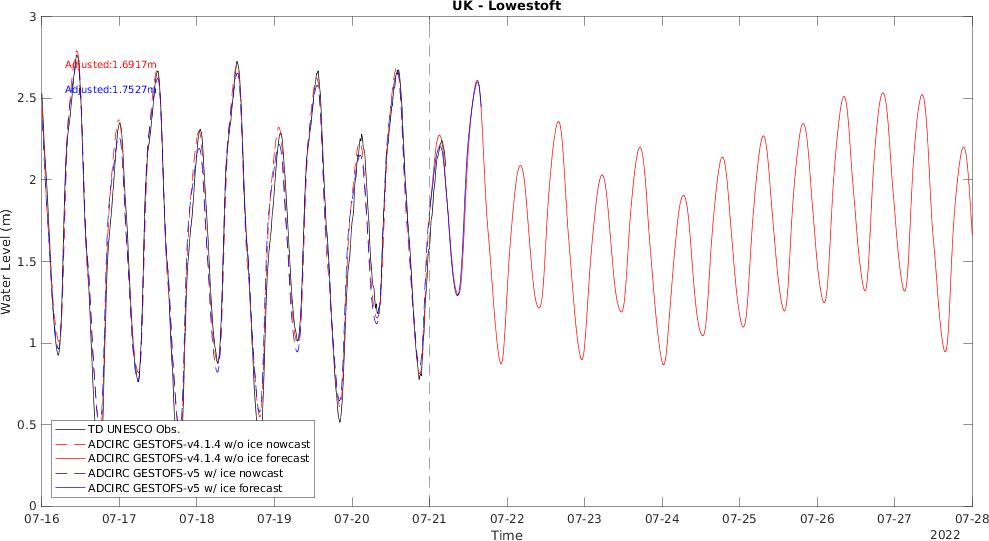 UK - Lowestoft
3
Adjusted:1.6917m
Adjusted:1.7527m
2.5
2
1.5
1
0.5
0
Water Level (m)
TD UNESCO Obs.
ADCIRC GESTOFS-v4.1.4 w/o ice nowcast
ADCIRC GESTOFS-v4.1.4 w/o ice forecast
ADCIRC GESTOFS-v5 w/ ice nowcast
ADCIRC GESTOFS-v5 w/ ice forecast
07-16 07-17 07-18 07-19 07-20 07-21 07-22 07-23 07-24 07-25 07-26 07-27 07-28
Time
2022